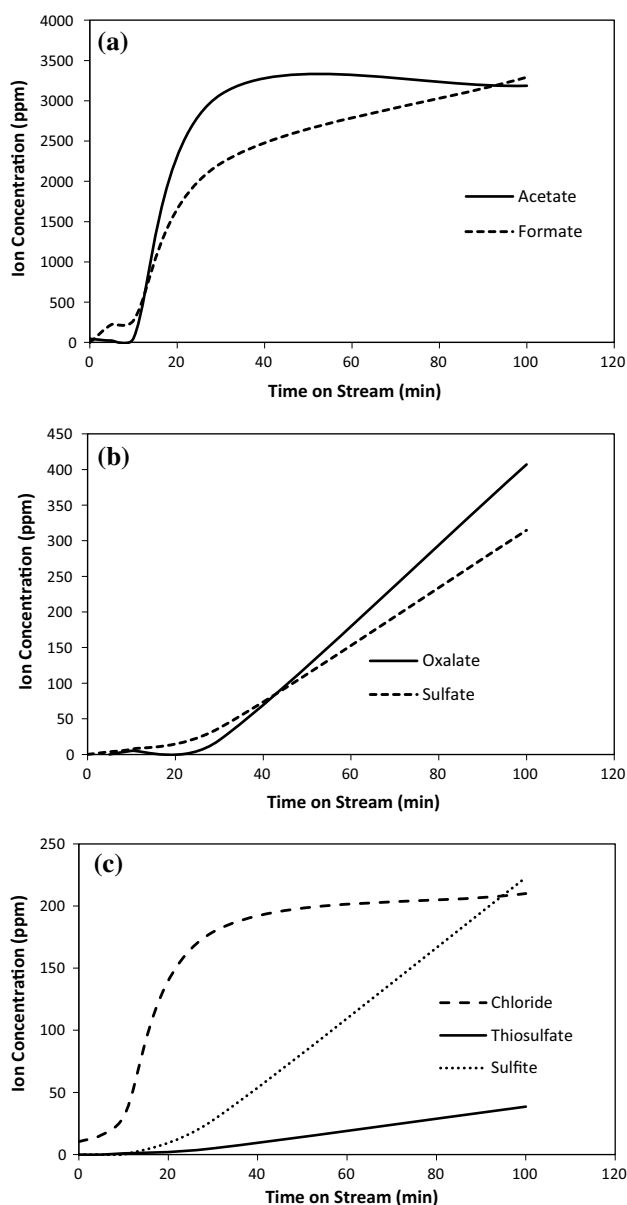 (a)
Ion Concentration (ppm)
4000
3500
3000
2500
2000
1500
1000
500
0
Acetate
Formate
0 20 40 60 80 100 120
Time on Stream (min)
(b)
Ion Concentration (ppm)
450
400
350
300
250
200
150
100
50
0
Oxalate
Sulfate
0 20 40 60 80 100 120
Time on Stream (min)
(c)
Ion Concentration (ppm)
250
200
150
100
50
0
Chloride
Thiosulfate
Sulfite
0 20 40 60 80 100 120
Time on Stream (min)